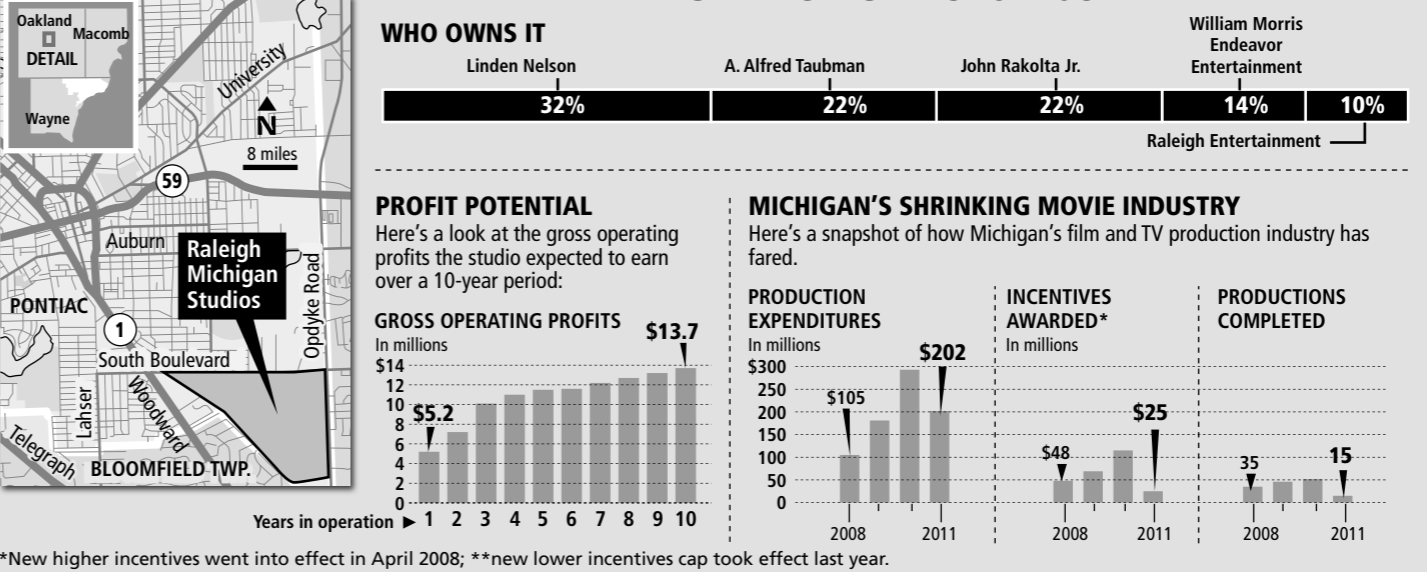 Oakland
Macomb
DETAIL
Wayne
University
N
8 miles
59
Auburn
Raleigh
Michigan
Studios
Opdyke Road
PONTIAC
1
South Boulevard
Lahser
Woodward
Telegraph
BLOOMFIELD TWP.
WHO OWNS IT
Linden Nelson
A. Alfred Taubman
John Rakolta Jr.
William Morris
Endeavor
Entertainment
32%
22%
22%
14%
10%
Raleigh Entertainment
PROFIT POTENTIAL
Here's a look at the gross operating
profits the studio expected to earn
over a 10-year period:
GROSS OPERATING PROFITS
In millions
$13.7
$14
12
10
8
6
4
2
0
$5.2
Years in operation ▶ 1 2 3 4 5 6 7 8 9 10
MICHIGAN'S SHRINKING MOVIE INDUSTRY
Here's a snapshot of how Michigan's film and TV production industry has
fared.
PRODUCTION
EXPENDITURES
In millions
$300
250
200
150
100
50
0
$105
$202
2008
2011
INCENTIVES
AWARDED*
In millions
$48
$25
2008
2011
PRODUCTIONS
COMPLETED
35
15
2008
2011
*New higher incentives went into effect in April 2008; **new lower incentives cap took effect last year.